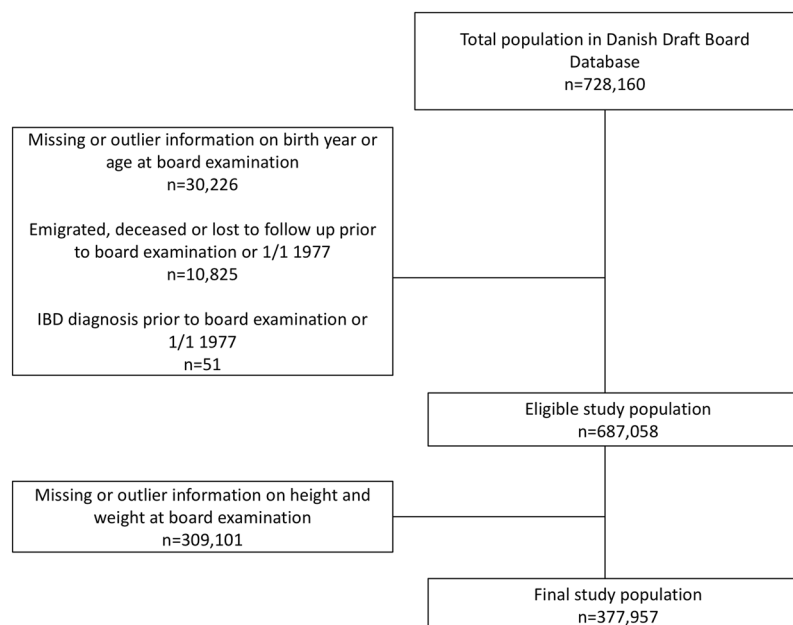 Total population in Danish Draft Board
Database
n=728,160
Missing or outlier information on birth year or
age at board examination
n=30,226
Emigrated, deceased or lost to follow up prior
to board examination or 1/1 1977
n=10,825
IBD diagnosis prior to board examination or
1/1 1977
n=51
Eligible study population
n=687,058
Missing or outlier information on height and
weight at board examination
n=309,101
Final study population
n=377,957